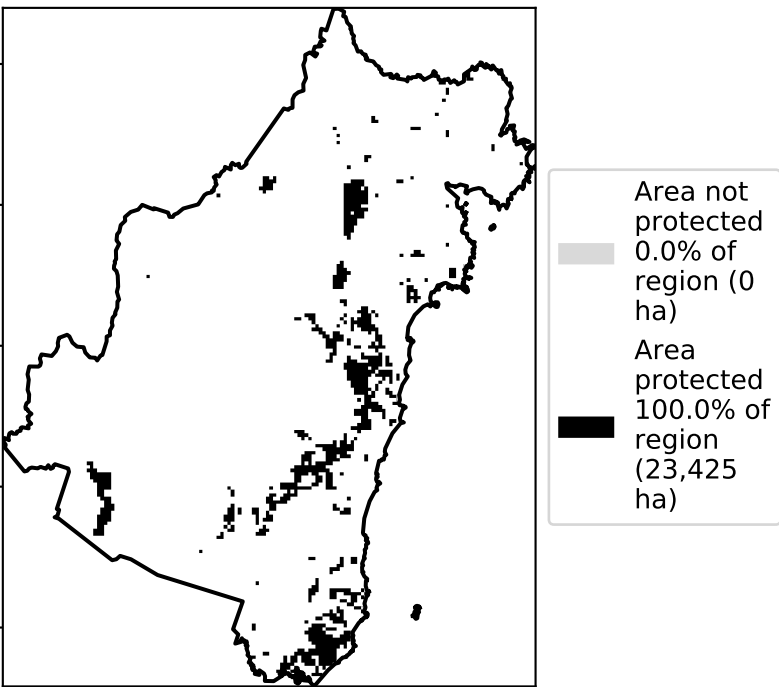 Area not
protected
0.0% of
region (0
ha)
Area
protected
100.0% of
region
(23,425
ha)